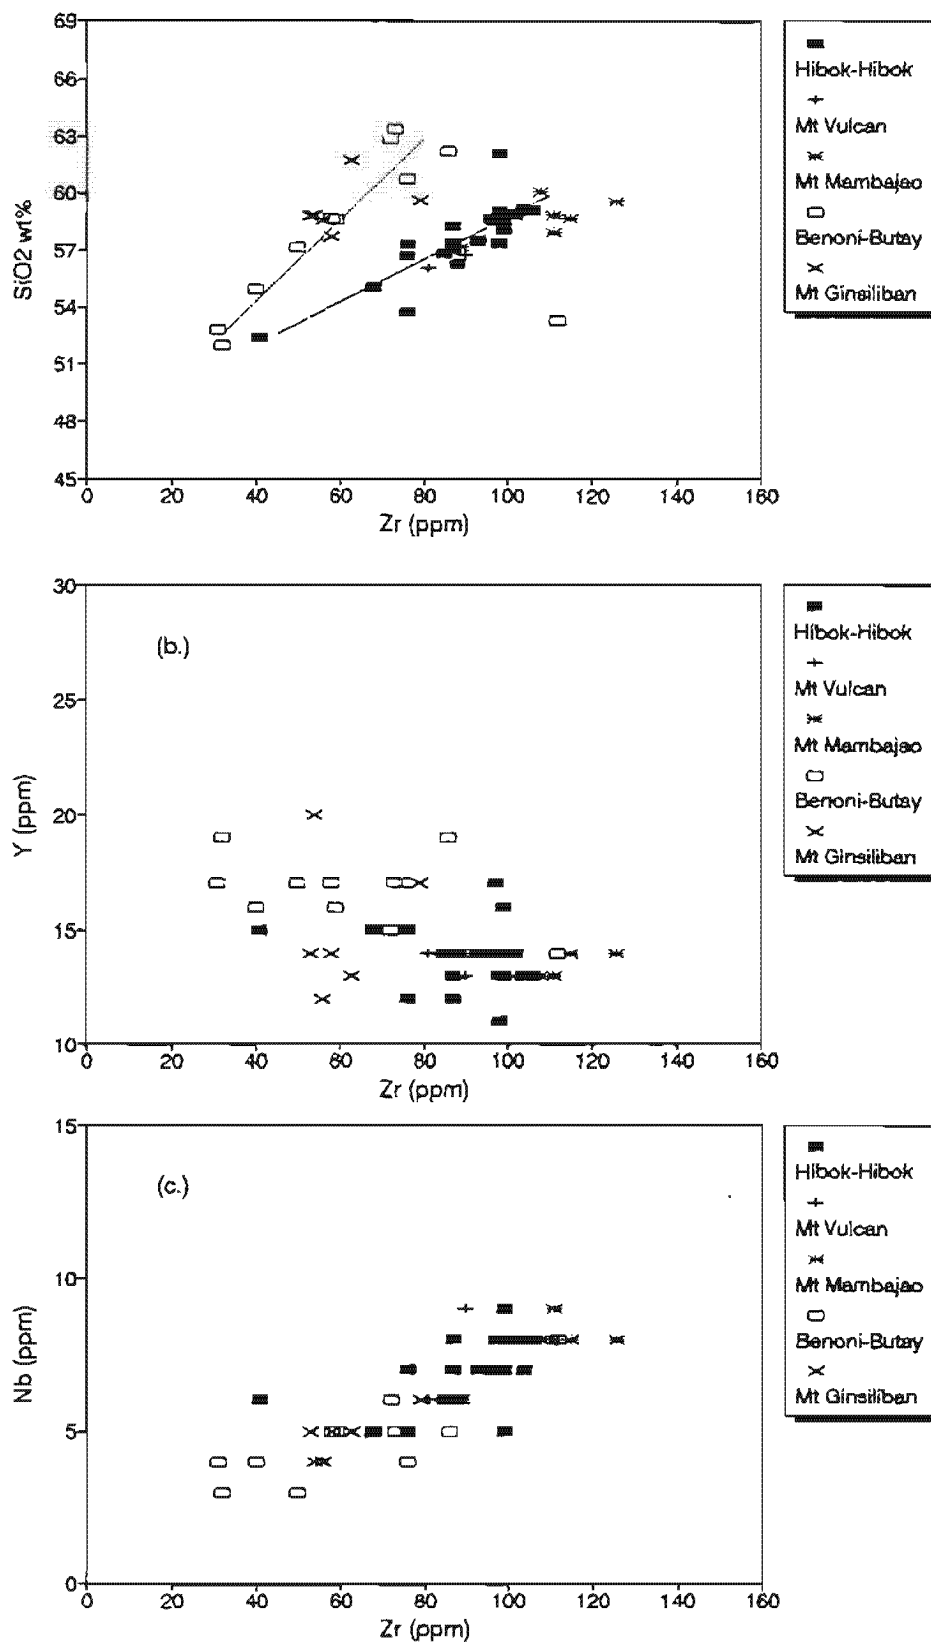 69
66
63
60
57
54
51
48
45
SiO2 wt%
0 20 40 60 80 100 120 140 160
Zr (ppm)
Hibok-Hibok
Mt Vulcan
Mt Mambajao
Benoni-Butay
Mt Ginsiliban
(b.)
30
25
20
15
10
Y (ppm)
0 20 40 60 80 100 120 140 160
Zr (ppm)
Hibok-Hibok
Mt Vulcan
Mt Mambajao
Benoni-Butay
Mt Ginsiliban
(c.)
15
10
5
0
Nb (ppm)
0 20 40 60 80 100 120 140 160
Zr (ppm)
Hibok-Hibok
Mt Vulcan
Mt Mambajao
Benoni-Butay
Mt Ginsiliban